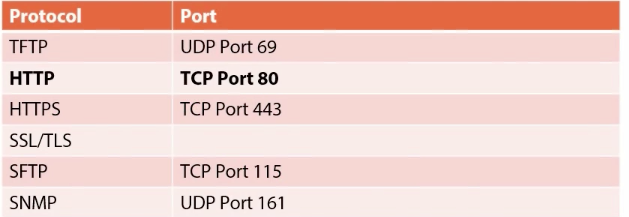 Protocol Port
TFTP UDP Port 69
HTTP TCP Port 80
HTTPS TCP Port 443
SSL/TLS
SFTP TCP Port 115
SNMP UDP Port 161